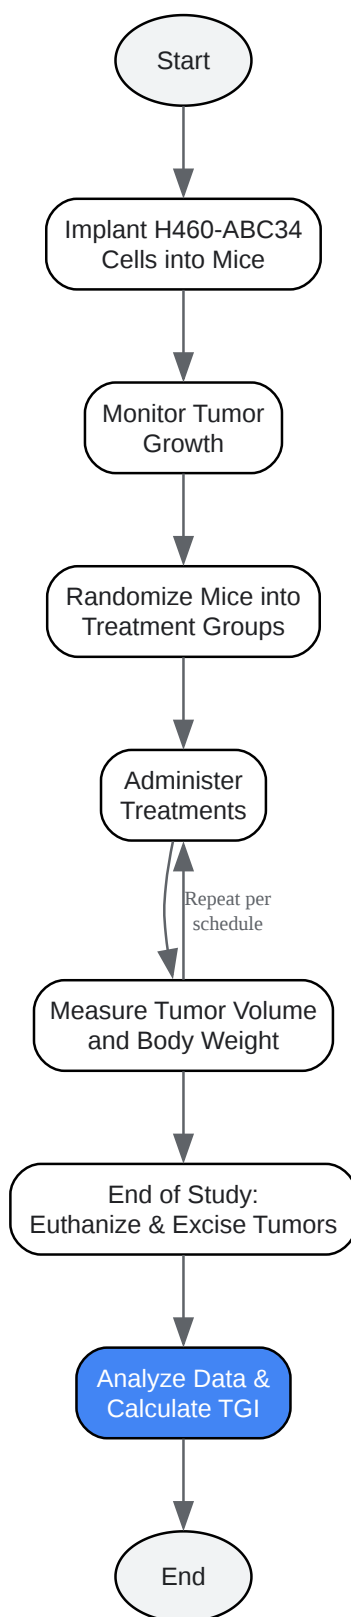 Start
Implant H460-ABC34
Cells into Mice
Monitor Tumor
Growth
Randomize Mice into
Treatment Groups
Administer
Treatments
Repeat per
schedule
Measure Tumor Volume
and Body Weight
End of Study:
Euthanize & Excise Tumors
Analyze Data &
Calculate TGI
End